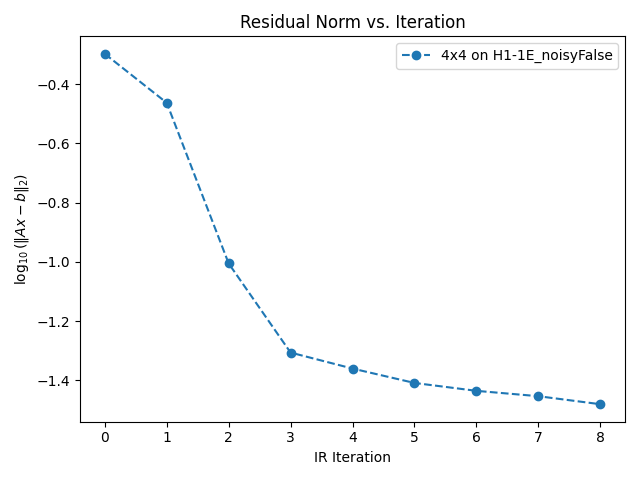 Residual Norm vs. Iteration
4x4 on H1-1E_noisyFalse
log₁₀(‖Ax − b‖₂)
−0.4
−0.6
−0.8
−1.0
−1.2
−1.4
0 1 2 3 4 5 6 7 8
IR Iteration